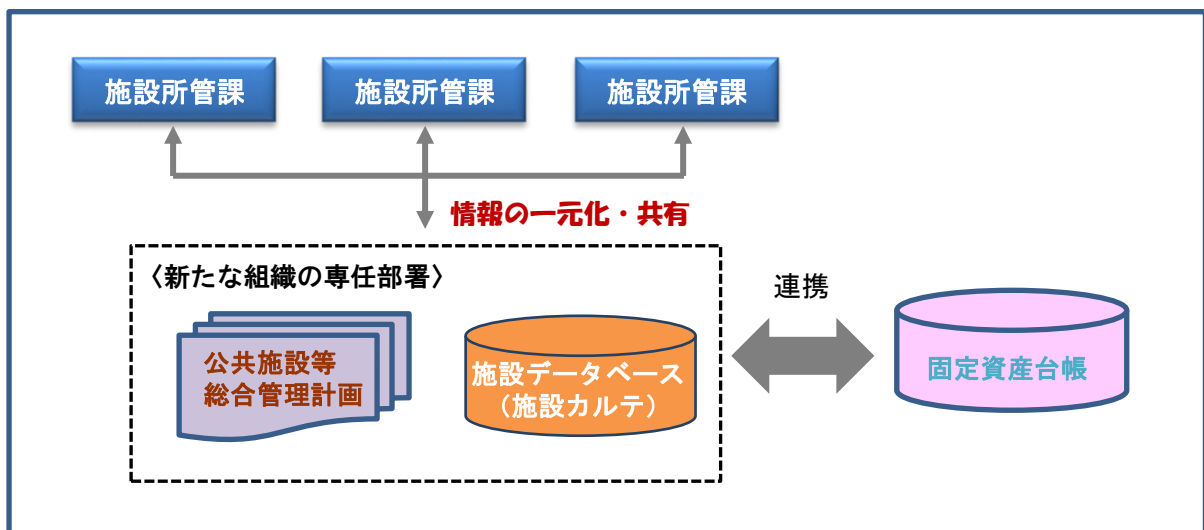 施設所管課
施設所管課
施設所管課
情報の一元化・共有
〈新たな組織の専任部署〉
公共施設等
総合管理計画
施設データベース
（施設カルテ）
連携
固定資産台帳